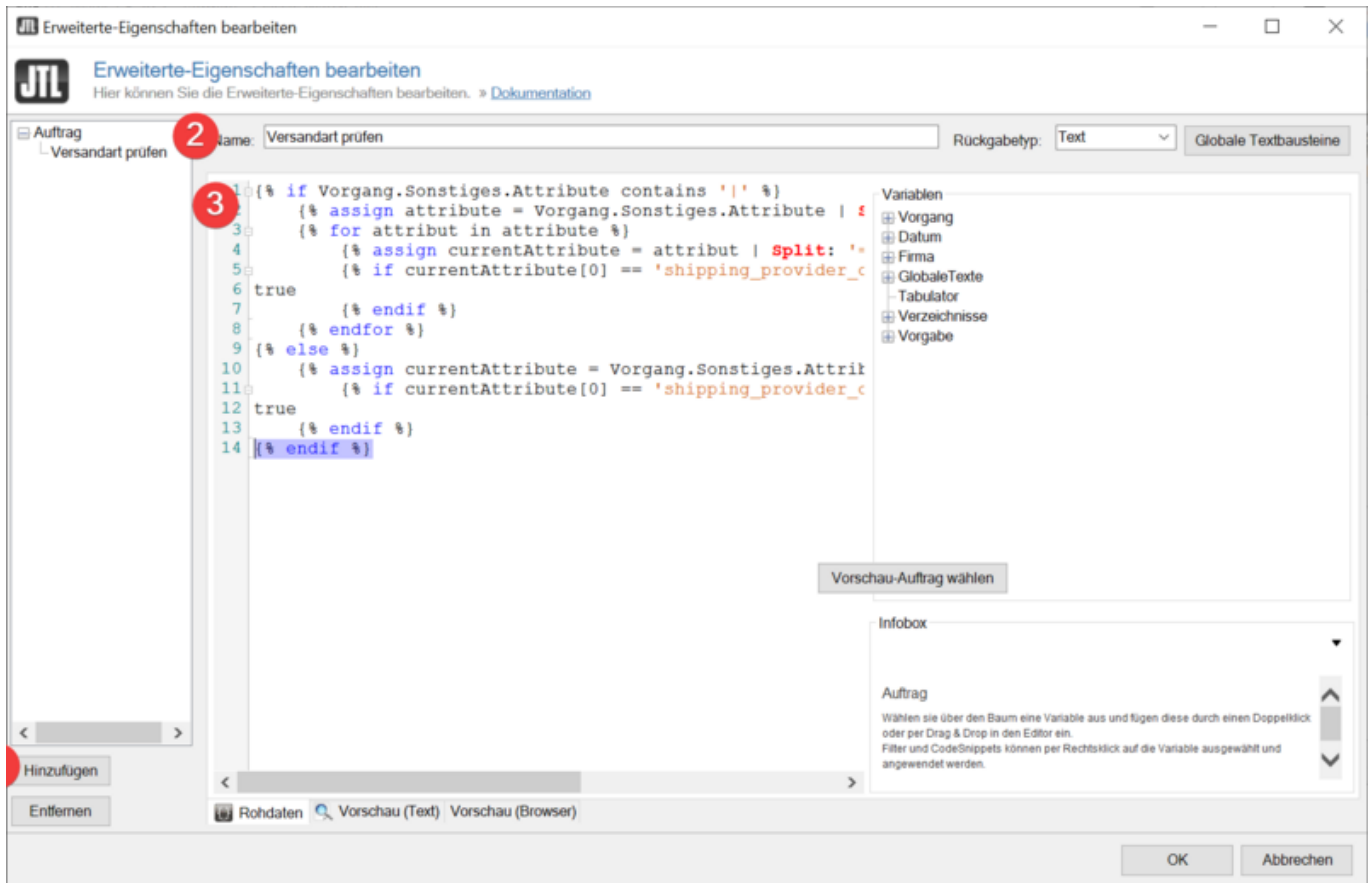 JTL Erweiterte-Eigenschaften bearbeiten
JTL
Erweiterte-Eigenschaften bearbeiten
Hier können Sie die Erweiterte-Eigenschaften bearbeiten. » Dokumentation
Auftrag
Versandart prüfen
2
Name: Versandart prüfen
Rückgabetyp: Text
Globale Textbausteine
3
1 {% if Vorgang.Sonstiges.Attribute contains '|' %}
{% assign attribute = Vorgang.Sonstiges.Attribute |
3 {% for attribut in attribute %}
4 {% assign currentAttribute = attribut | Split: '=
5 {% if currentAttribute[0] == 'shipping_provider_
6 true
7 {% endif %}
8 {% endfor %}
9 {% else %}
10 {% assign currentAttribute = Vorgang.Sonstiges.Attri
11 {% if currentAttribute[0] == 'shipping_provider_
12 true
13 {% endif %}
14 {% endif %}
Variablen
Vorgang
Datum
Firma
GlobaleTexte
Tabulator
Verzeichnisse
Vorgabe
Vorschau-Auftrag wählen
Infobox
Auftrag
Wählen sie über den Baum eine Variable aus und fügen diese durch einen Doppelklick
oder per Drag & Drop in den Editor ein.
Filter und CodeSnippets können per Rechtsklick auf die Variable ausgewählt und
angewendet werden.
Hinzufügen
Entfernen
Rohdaten Vorschau (Text) Vorschau (Browser)
OK Abbrechen